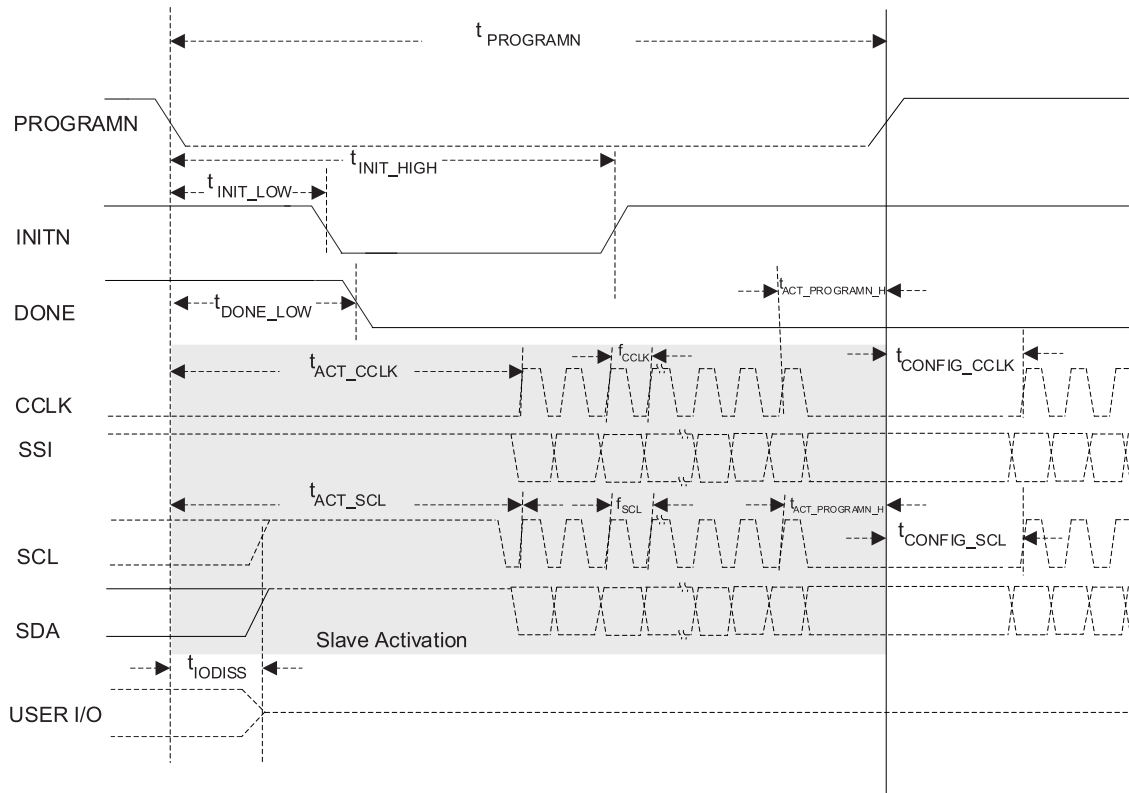 t PROGRAMN
PROGRAMN
t INIT_HIGH
t INIT_LOW
INITN
t ACT_PROGRAMN_H
DONE
t DONE_LOW
f CCLK
t ACT_CCLK
t CONFIG_CCLK
CCLK
SSI
t ACT_SCL
f SCL
t ACT_PROGRAMN_H
t CONFIG_SCL
SCL
SDA
Slave Activation
t IODISS
USER I/O